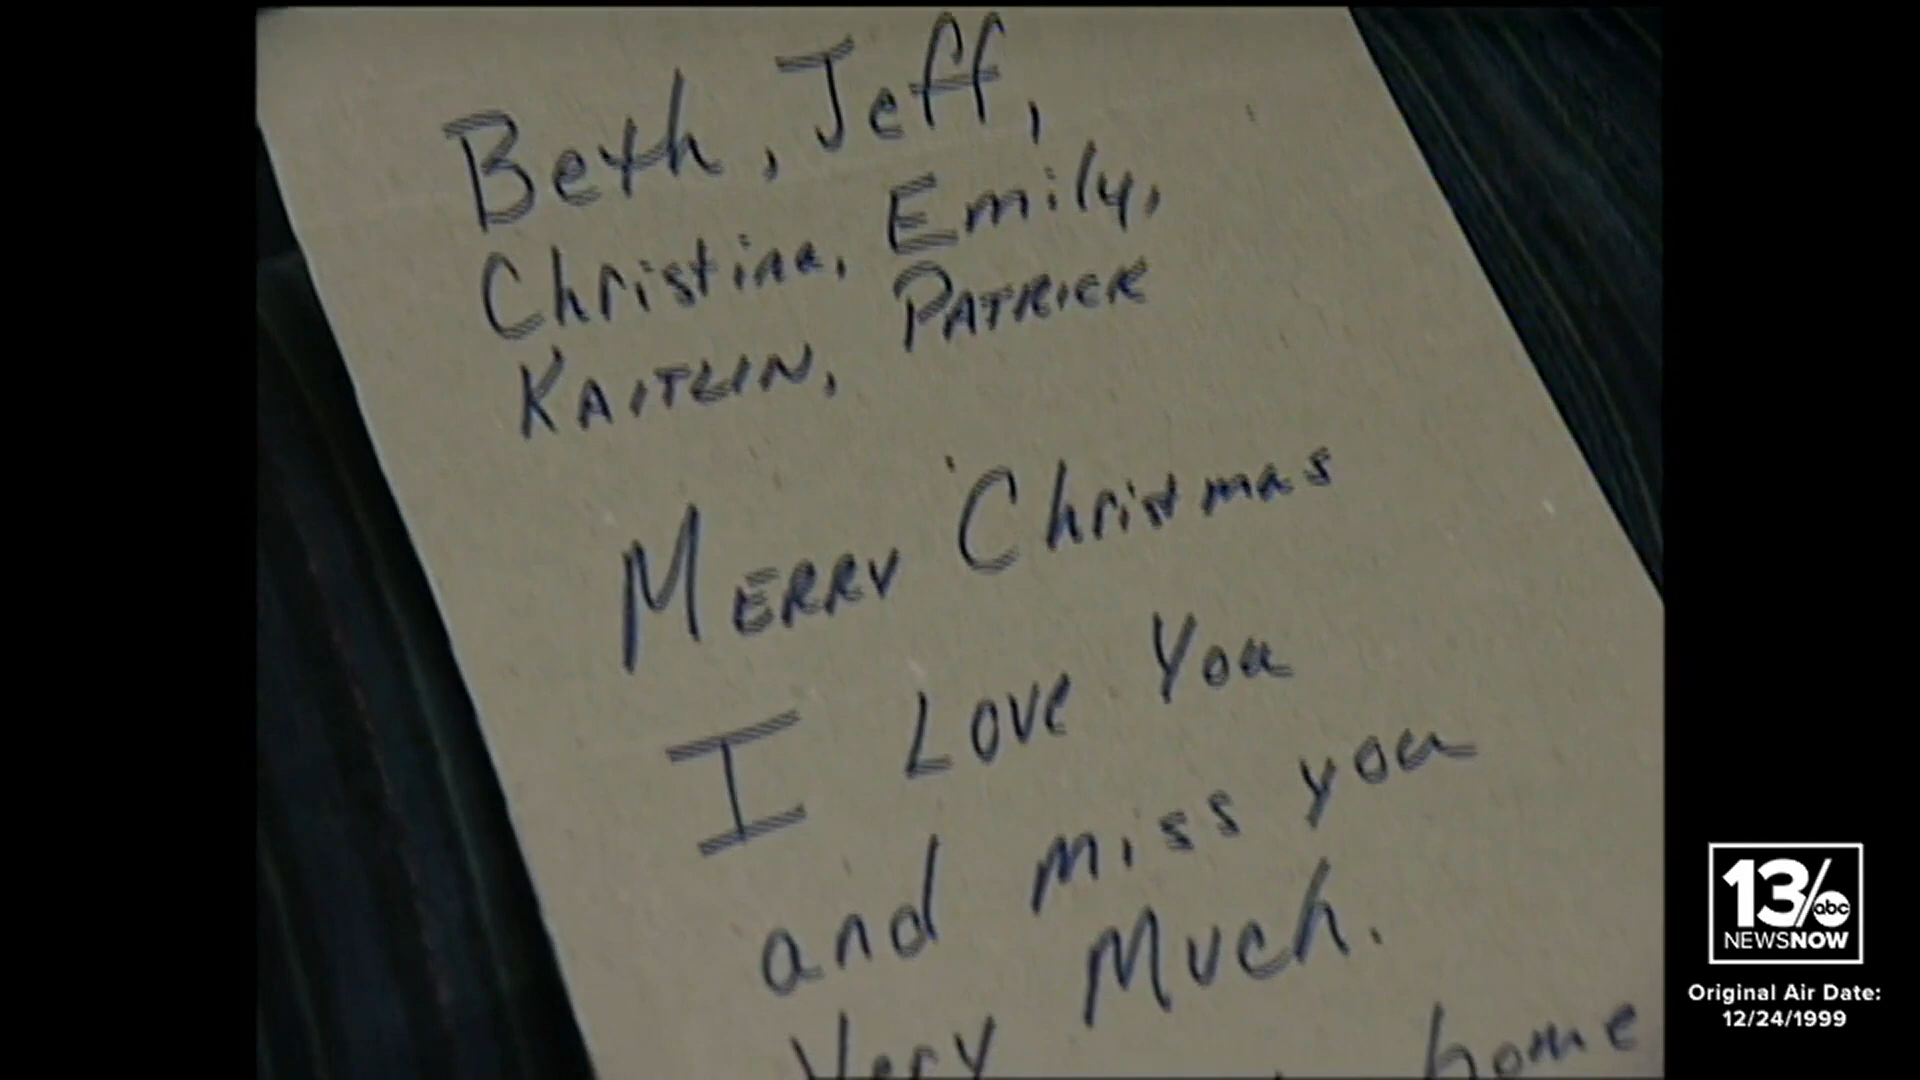 Beth, Jeff,
Christina, Emily,
KAITLIN, PATRICK
MERRY Christmas
I Love You
and miss you
Very Much.
home
13/abc
NEWSNOW
Original Air Date:
12/24/1999